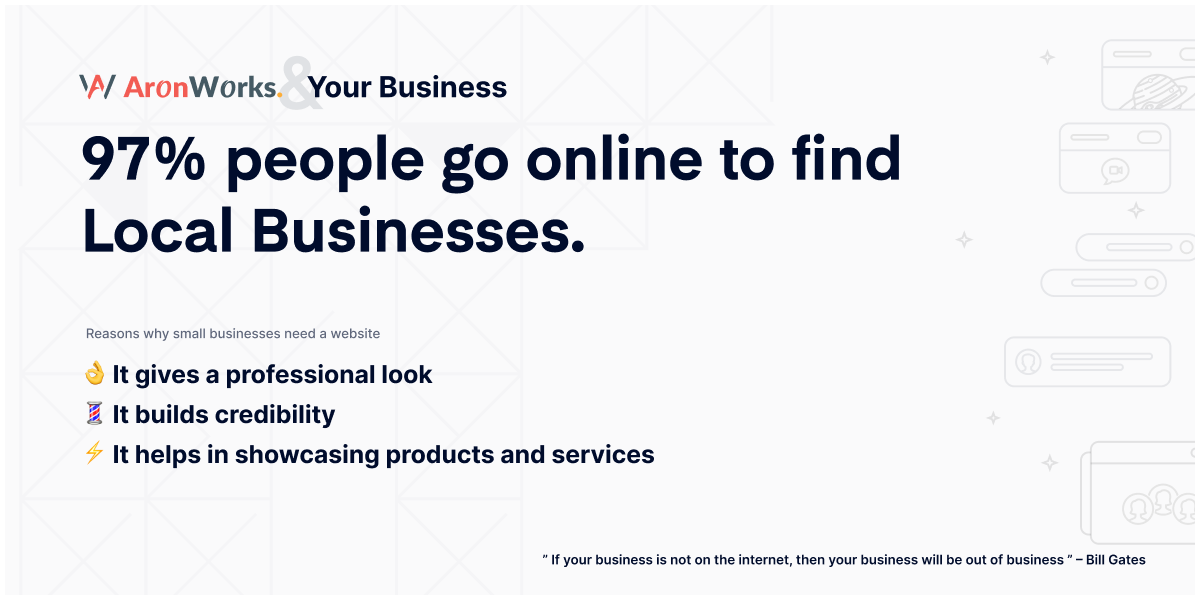 AronWorks. & Your Business
97% people go online to find
Local Businesses.
Reasons why small businesses need a website
👌 It gives a professional look
💈 It builds credibility
⚡ It helps in showcasing products and services
” If your business is not on the internet, then your business will be out of business ” – Bill Gates